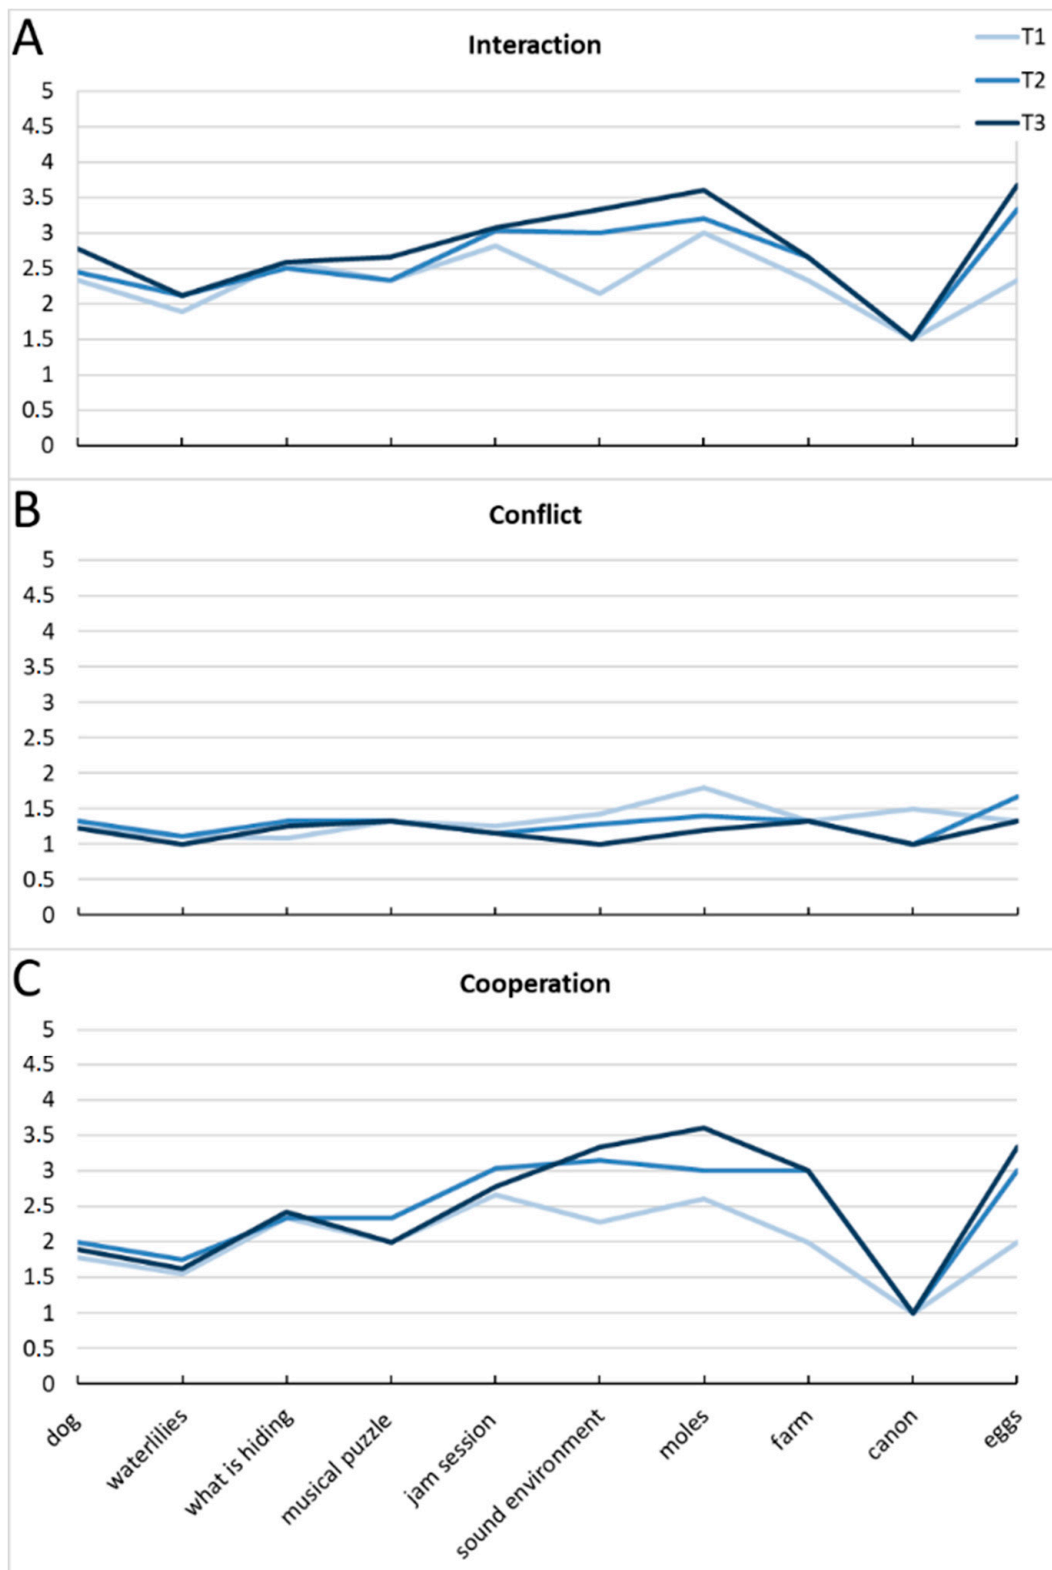 A
Interaction
T1
T2
T3
5
4.5
4
3.5
3
2.5
2
1.5
1
0.5
0
B
Conflict
5
4.5
4
3.5
3
2.5
2
1.5
1
0.5
0
C
Cooperation
5
4.5
4
3.5
3
2.5
2
1.5
1
0.5
0
dog
waterlilies
what is hiding
musical puzzle
jam session
sound environment
moles
farm
canon
eggs